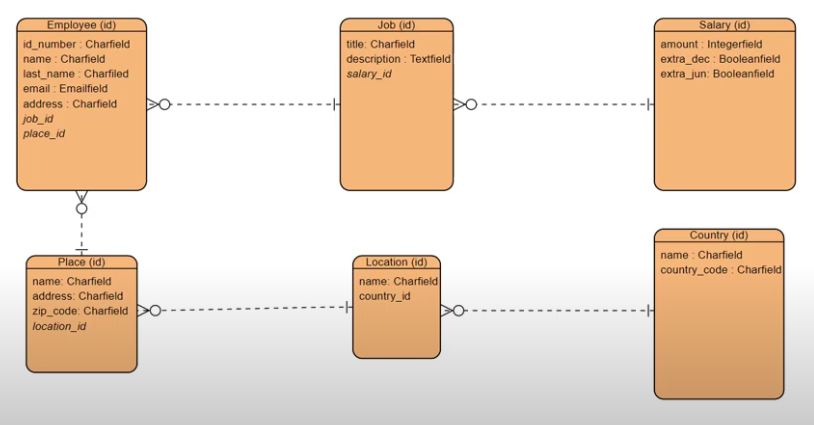 Employee (id)
id_number : Charfield
name : Charfield
last_name : Charfiled
email : Emailfield
address : Charfield
job_id
place_id
Job (id)
title: Charfield
description : Textfield
salary_id
Salary (id)
amount : Integerfield
extra_dec : Booleanfield
extra_jun: Booleanfield
Place (id)
name: Charfield
address: Charfield
zip_code: Charfield
location_id
Location (id)
name: Charfield
country_id
Country (id)
name : Charfield
country_code : Charfield